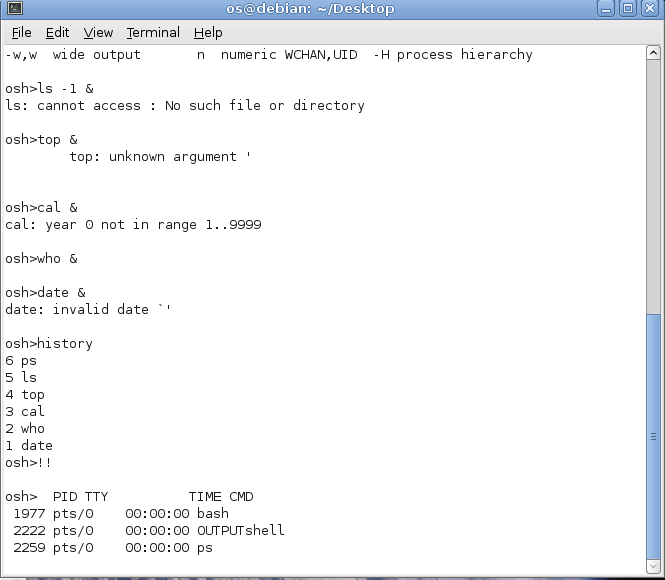 os@debian: ~/Desktop
File Edit View Terminal Help
-w,w  wide output       n  numeric WCHAN,UID  -H process hierarchy
osh>ls -1 &
ls: cannot access : No such file or directory
osh>top &
        top: unknown argument '
osh>cal &
cal: year 0 not in range 1..9999
osh>who &
osh>date &
date: invalid date `'
osh>history
6 ps
5 ls
4 top
3 cal
2 who
1 date
osh>!!
osh>  PID TTY          TIME CMD
 1977 pts/0    00:00:00 bash
 2222 pts/0    00:00:00 OUTPUTshell
 2259 pts/0    00:00:00 ps